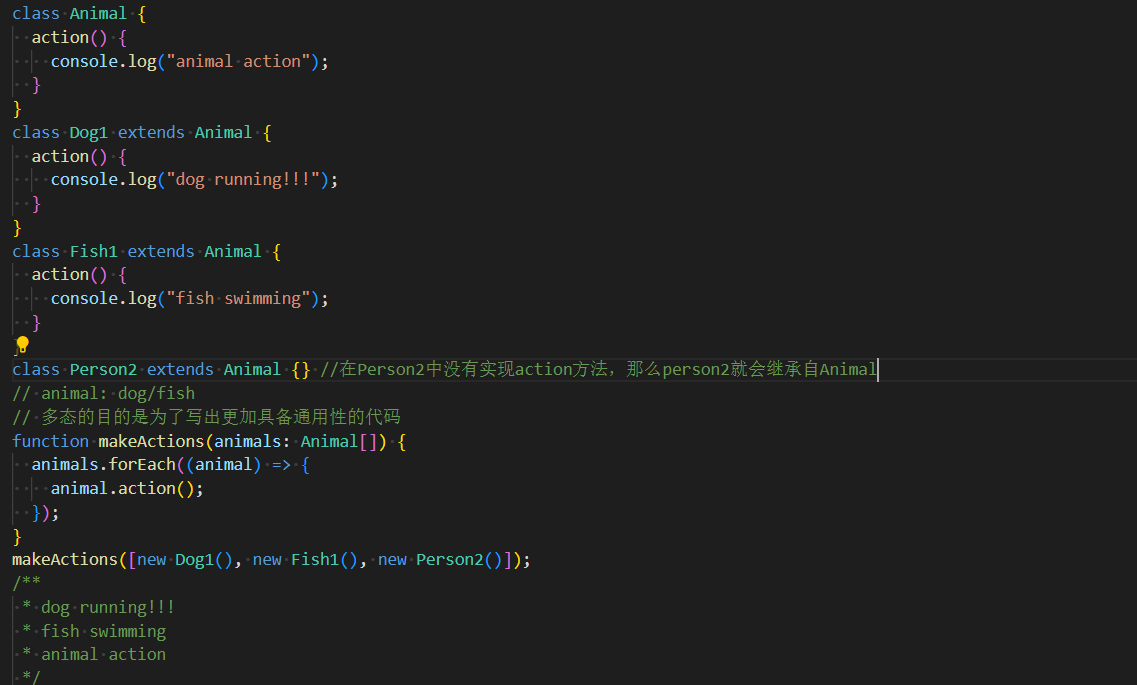 class Animal {
  action() {
    console.log("animal action");
  }
}
class Dog1 extends Animal {
  action() {
    console.log("dog running!!!");
  }
}
class Fish1 extends Animal {
  action() {
    console.log("fish swimming");
  }
}
class Person2 extends Animal {} //在Person2中没有实现action方法，那么person2就会继承自Animal
// animal: dog/fish
// 多态的目的是为了写出更加具备通用性的代码
function makeActions(animals: Animal[]) {
  animals.forEach((animal) => {
    animal.action();
  });
}
makeActions([new Dog1(), new Fish1(), new Person2()]);
/**
 * dog running!!!
 * fish swimming
 * animal action
 */